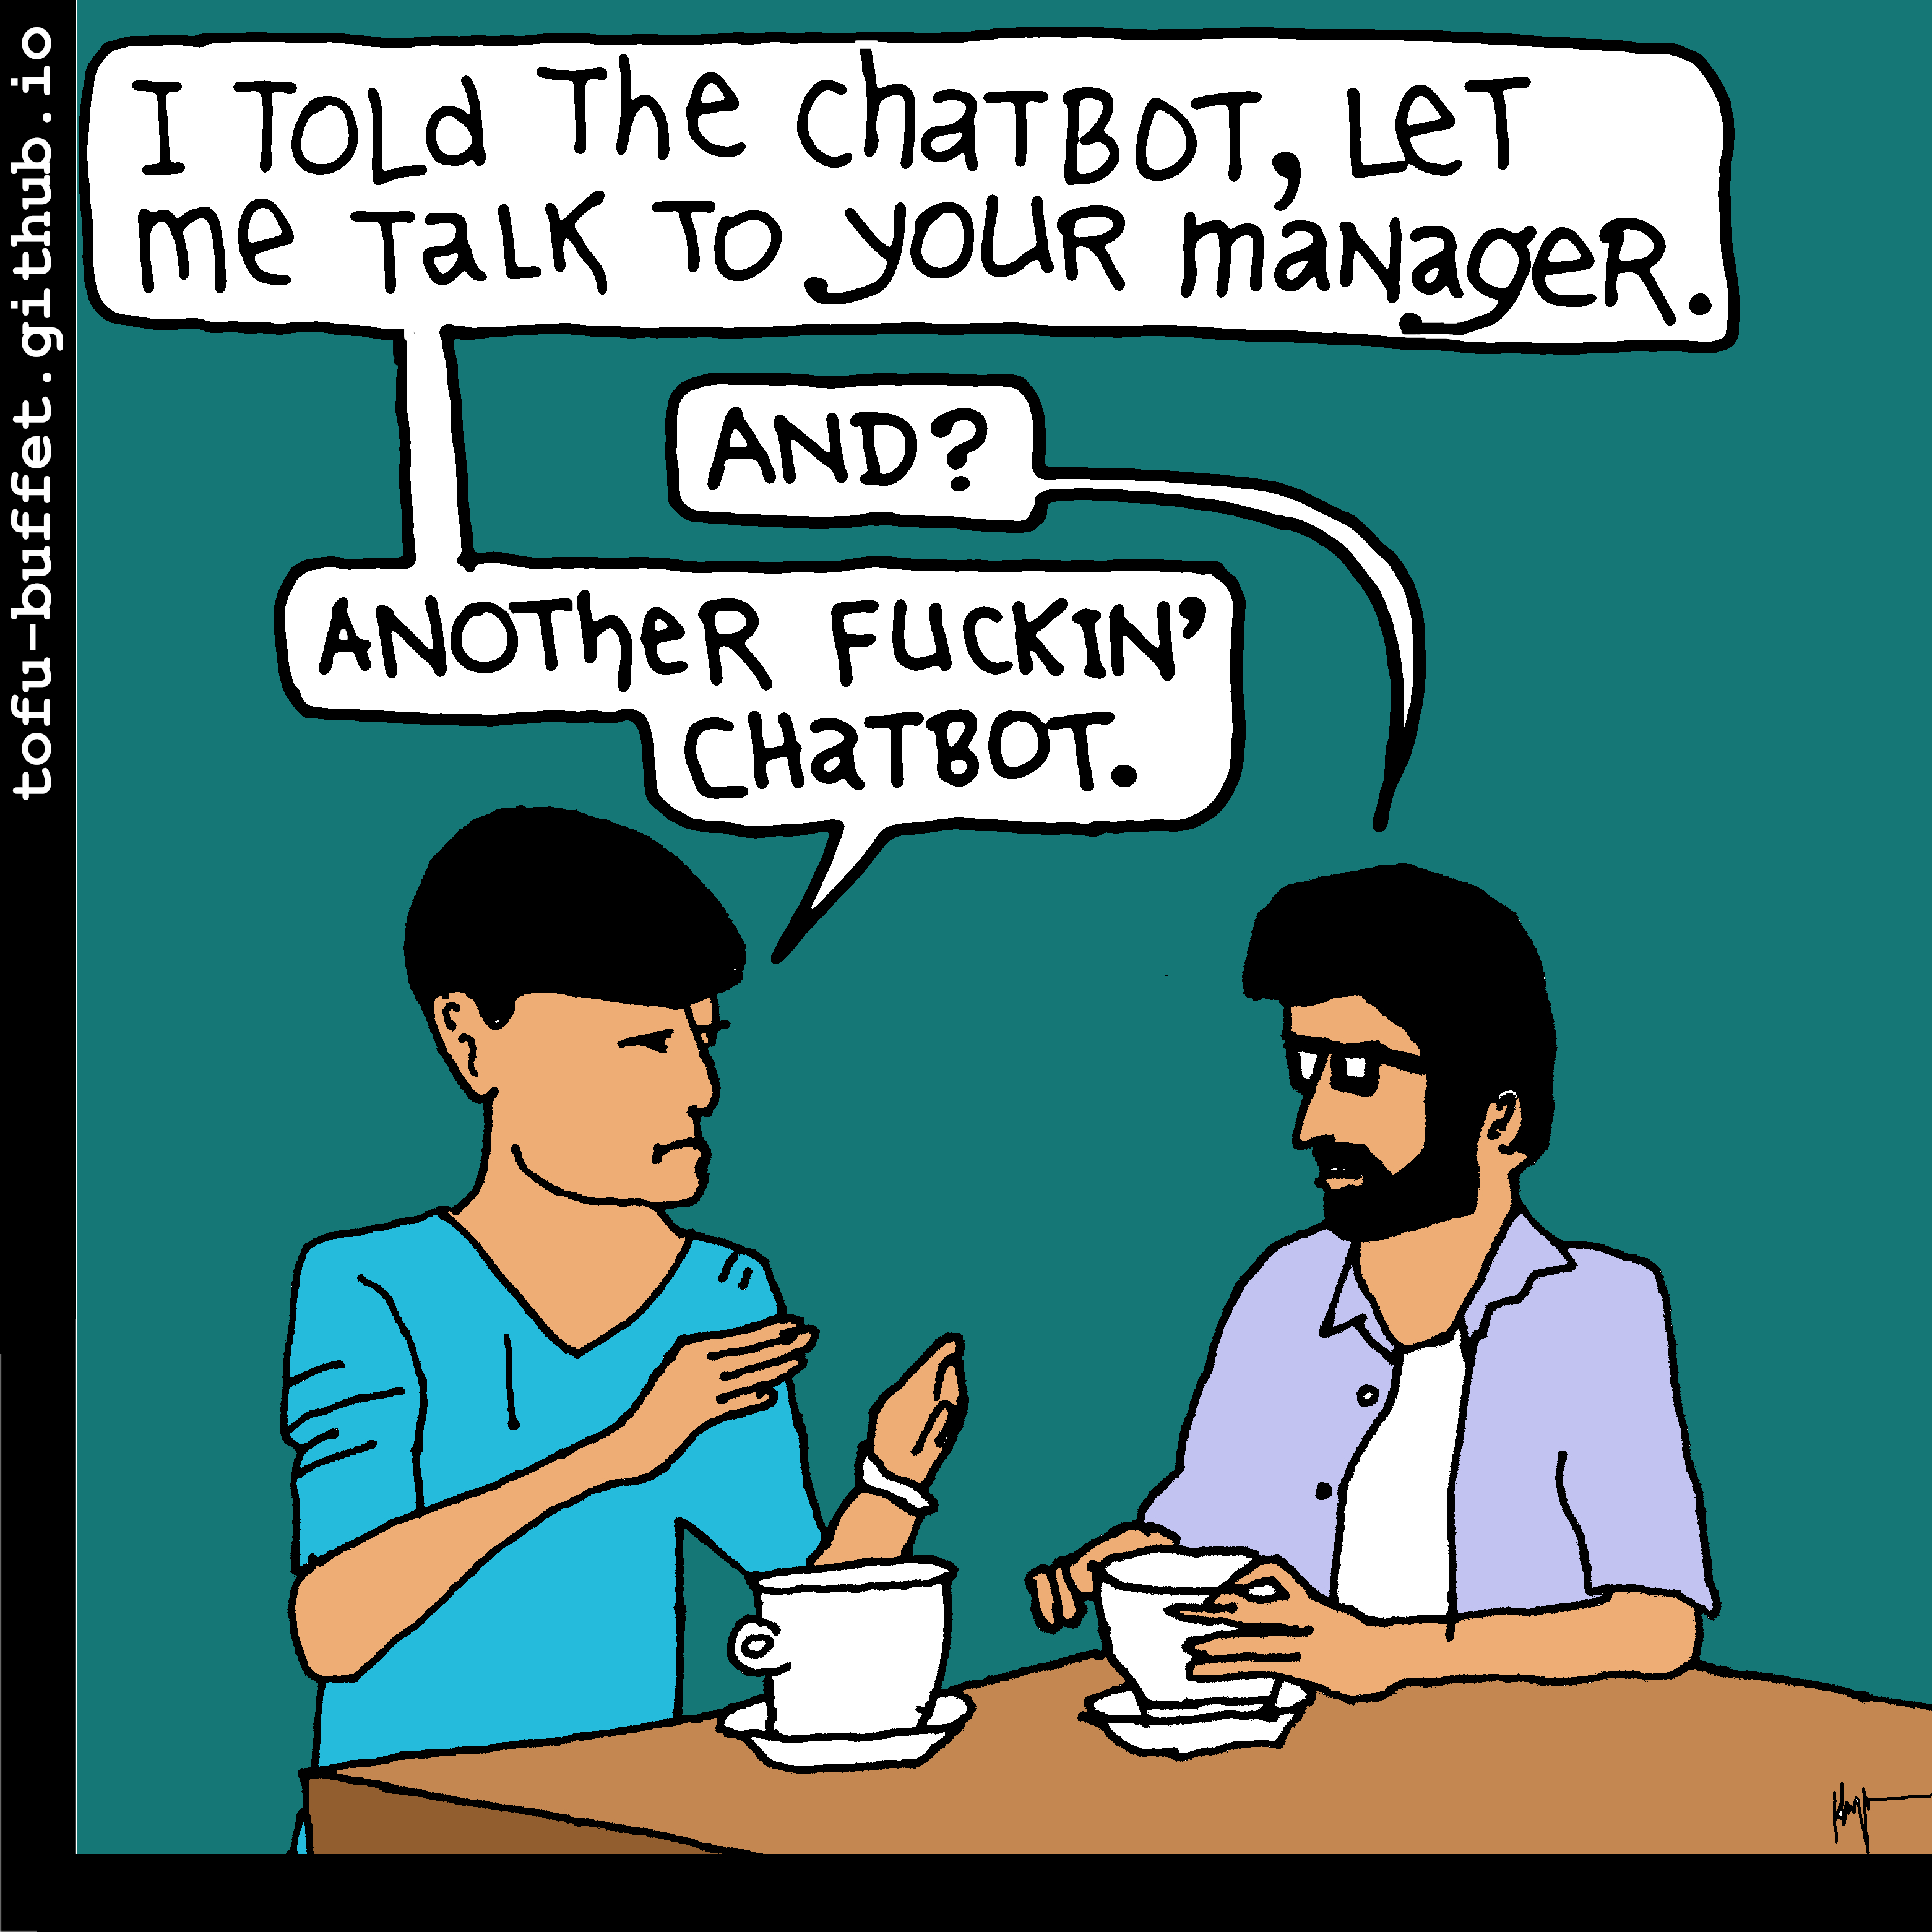 tofu-buffet.github.io
I TOLd The chaTBOT, LeT
me TaLK TO yOUR maNageR.
AND?
ANOTheR FUCKIN'
CHaTBOT.